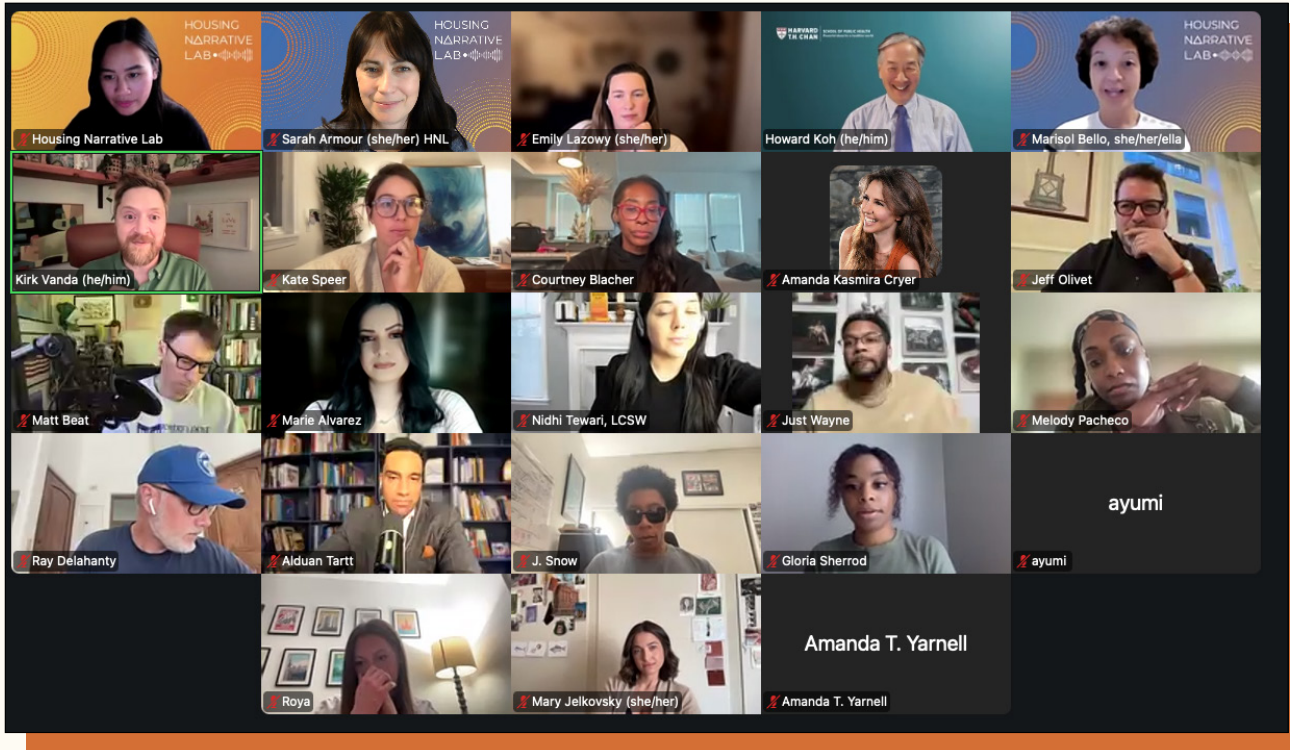 HOUSING
NARRATIVE
LAB
Housing Narrative Lab
HOUSING
NARRATIVE
LAB
Sarah Armour (she/her) HNL
Emily Lazowy (she/her)
HARVARD
T.H. CHAN
SCHOOL OF PUBLIC HEALTH
Howard Koh (he/him)
HOUSING
NARRATIVE
LAB
Marisol Bello, she/her/ella
Kirk Vanda (he/him)
Kate Speer
Courtney Blacher
Amanda Kasmira Cryer
Jeff Olivet
Matt Beat
Marie Alvarez
Nidhi Tewari, LCSW
Just Wayne
Melody Pacheco
Ray Delahanty
Alduan Tartt
J. Snow
Gloria Sherrod
ayumi
ayumi
Roya
Mary Jelkovsky (she/her)
Amanda T. Yarnell
Amanda T. Yarnell